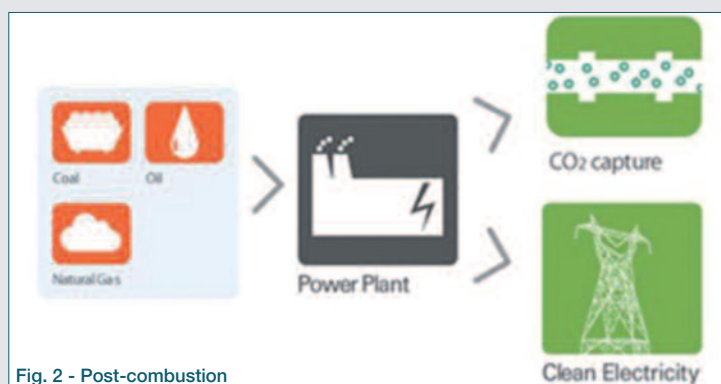 Coal
Oil
Natural Gas
Power Plant
CO2 capture
Clean Electricity
Fig. 2 - Post-combustion